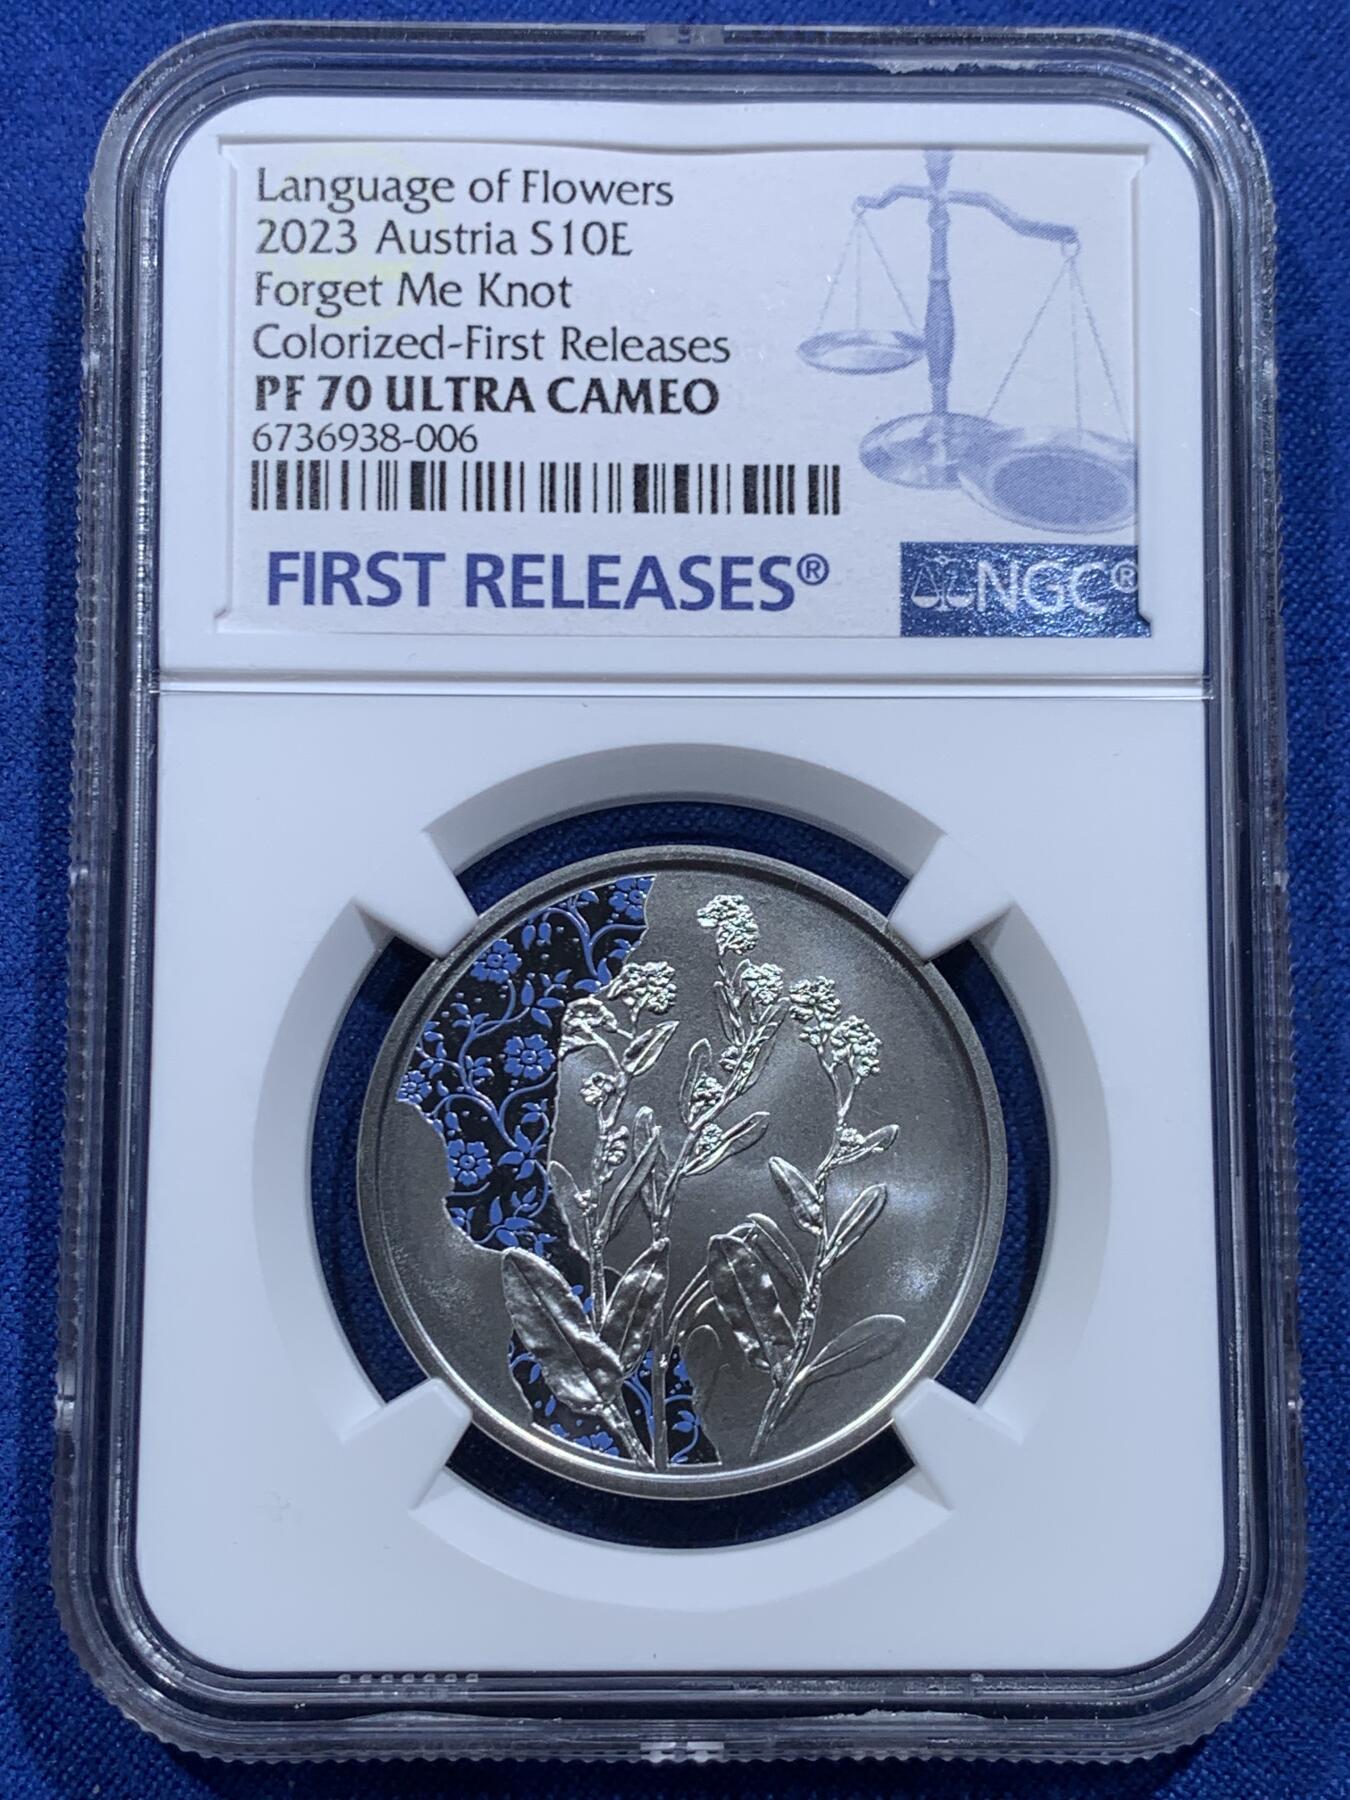 Language of Flowers
2023 Austria S10E
Forget Me Knot
Colorized-First Releases
PF 70 ULTRA CAMEO
6736938-006
FIRST RELEASES®
NGC®